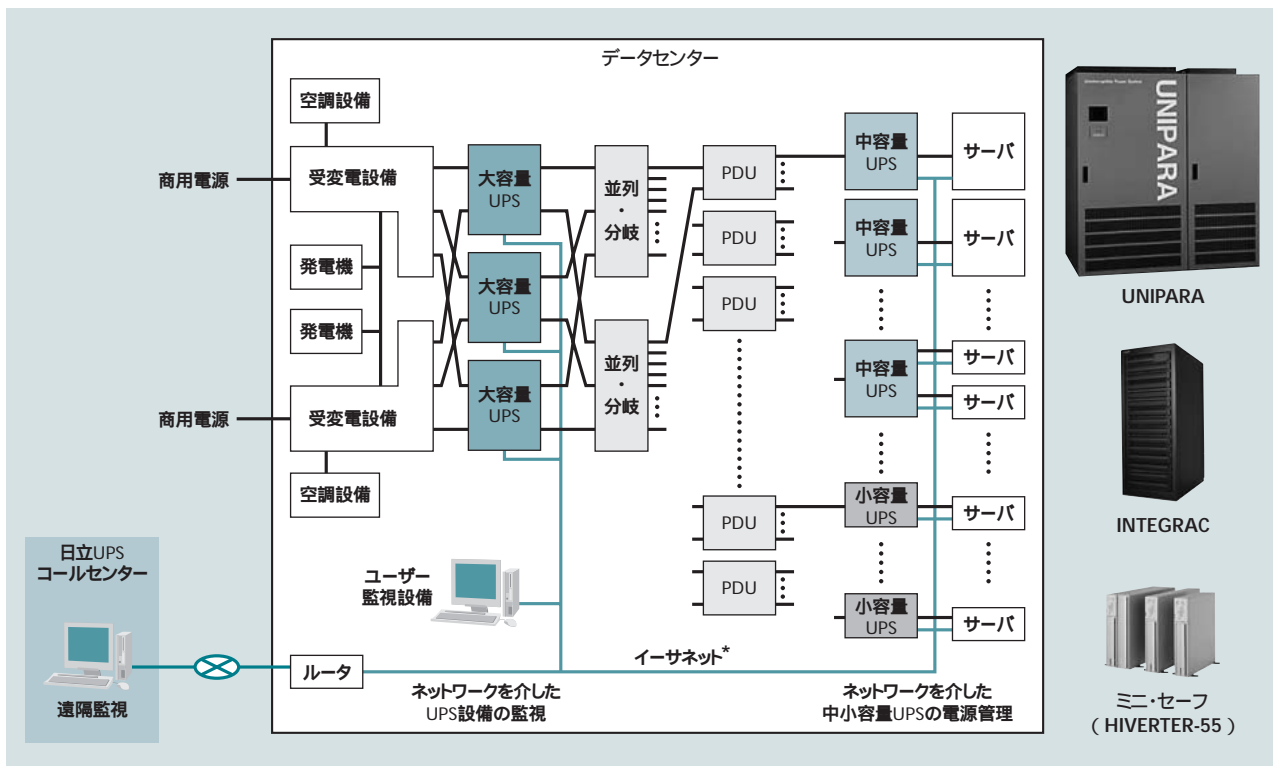 データセンター
空調設備
商用電源
受変電設備
発電機
発電機
商用電源
受変電設備
空調設備
大容量
UPS
大容量
UPS
大容量
UPS
並列
・
分岐
並列
・
分岐
PDU
PDU
PDU
PDU
PDU
中容量
UPS
サーバ
中容量
UPS
サーバ
中容量
UPS
サーバ
サーバ
小容量
UPS
サーバ
小容量
UPS
サーバ
日立UPS
コールセンター
遠隔監視
ユーザー
監視設備
ルータ
イーサネット*
ネットワークを介した
UPS設備の監視
ネットワークを介した
中小容量UPSの電源管理
UNIPARA
UNIPARA
INTEGRAC
ミニ・セーフ
（HIVERTER-55）